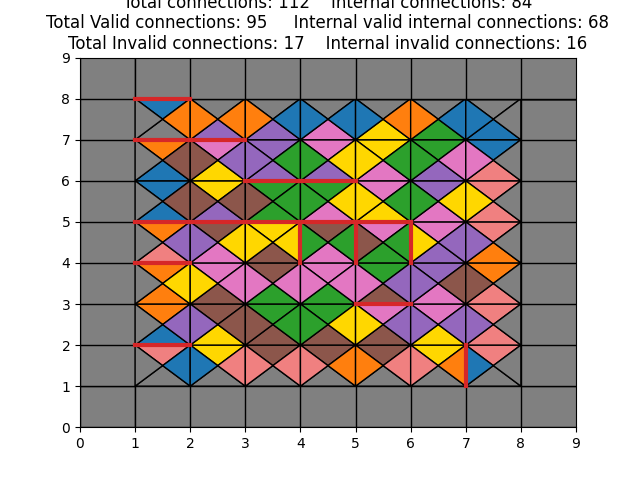 Total connections: 112    Internal connections: 84
Total Valid connections: 95     Internal valid internal connections: 68
Total Invalid connections: 17    Internal invalid connections: 16
9
8
7
6
5
4
3
2
1
0
0 1 2 3 4 5 6 7 8 9